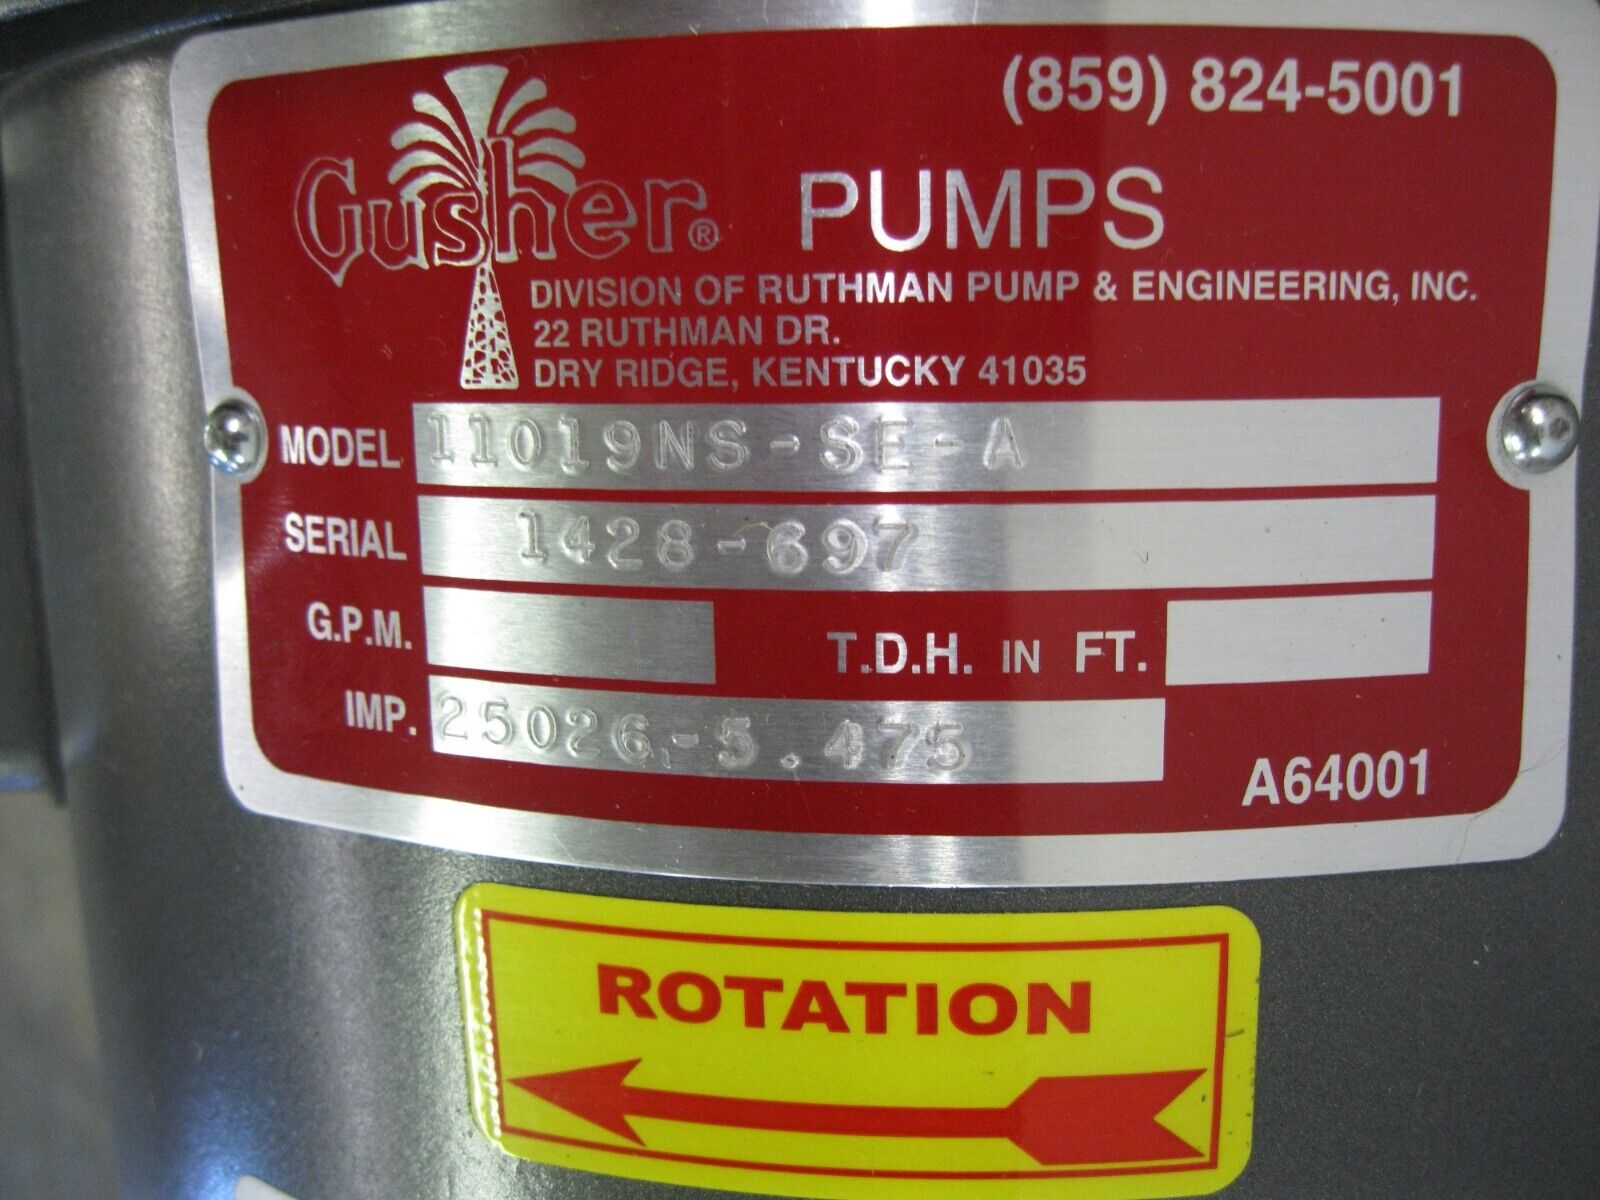 (859) 824-5001
Gusher® PUMPS
DIVISION OF RUTHMAN PUMP & ENGINEERING, INC.
22 RUTHMAN DR.
DRY RIDGE, KENTUCKY 41035
MODEL 11019NS-SE-A
SERIAL 1428-697
G.P.M. T.D.H. IN FT.
IMP. 25026-5.475
A64001
ROTATION